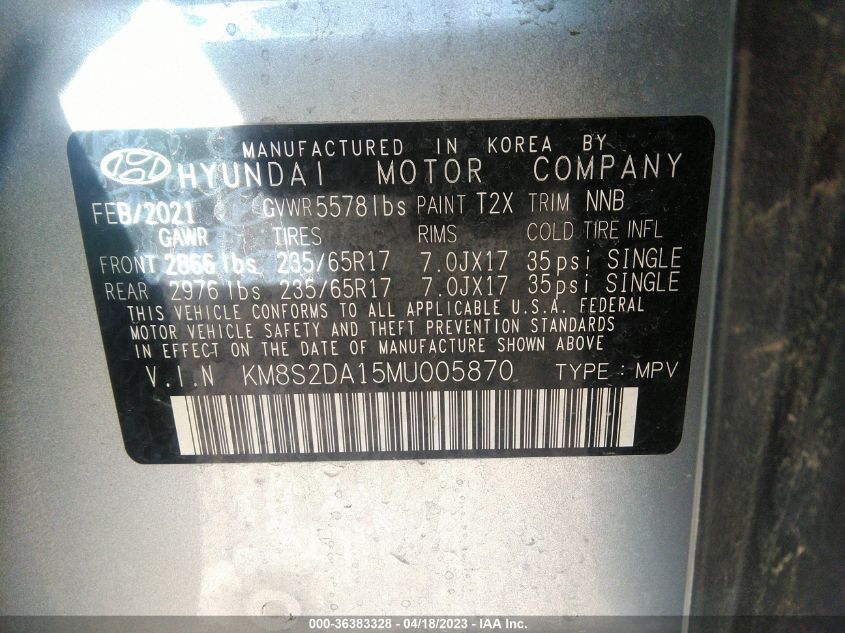 MANUFACTURED IN KOREA BY
HYUNDAI MOTOR COMPANY
FEB/2021 GVWR 5578 lbs PAINT T2X TRIM NNB
GAWR TIRES RIMS COLD TIRE INFL
FRONT 2866 lbs 235/65R17 7.0JX17 35psi SINGLE
REAR 2976 lbs 235/65R17 7.0JX17 35psi SINGLE
THIS VEHICLE CONFORMS TO ALL APPLICABLE U.S.A. FEDERAL
MOTOR VEHICLE SAFETY AND THEFT PREVENTION STANDARDS
IN EFFECT ON THE DATE OF MANUFACTURE SHOWN ABOVE
V.I.N KM8S2DA15MU005870 TYPE : MPV
000-36383328 - 04/18/2023 - IAA Inc.